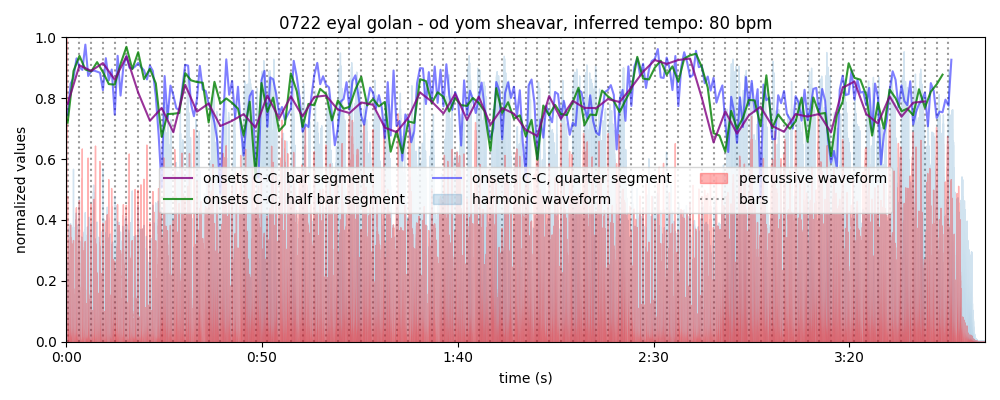 0722 eyal golan - od yom sheavar, inferred tempo: 80 bpm
normalized values
1.0
0.8
0.6
0.4
0.2
0.0
onsets C-C, bar segment
onsets C-C, half bar segment
onsets C-C, quarter segment
harmonic waveform
percussive waveform
bars
0:00
0:50
1:40
2:30
3:20
time (s)